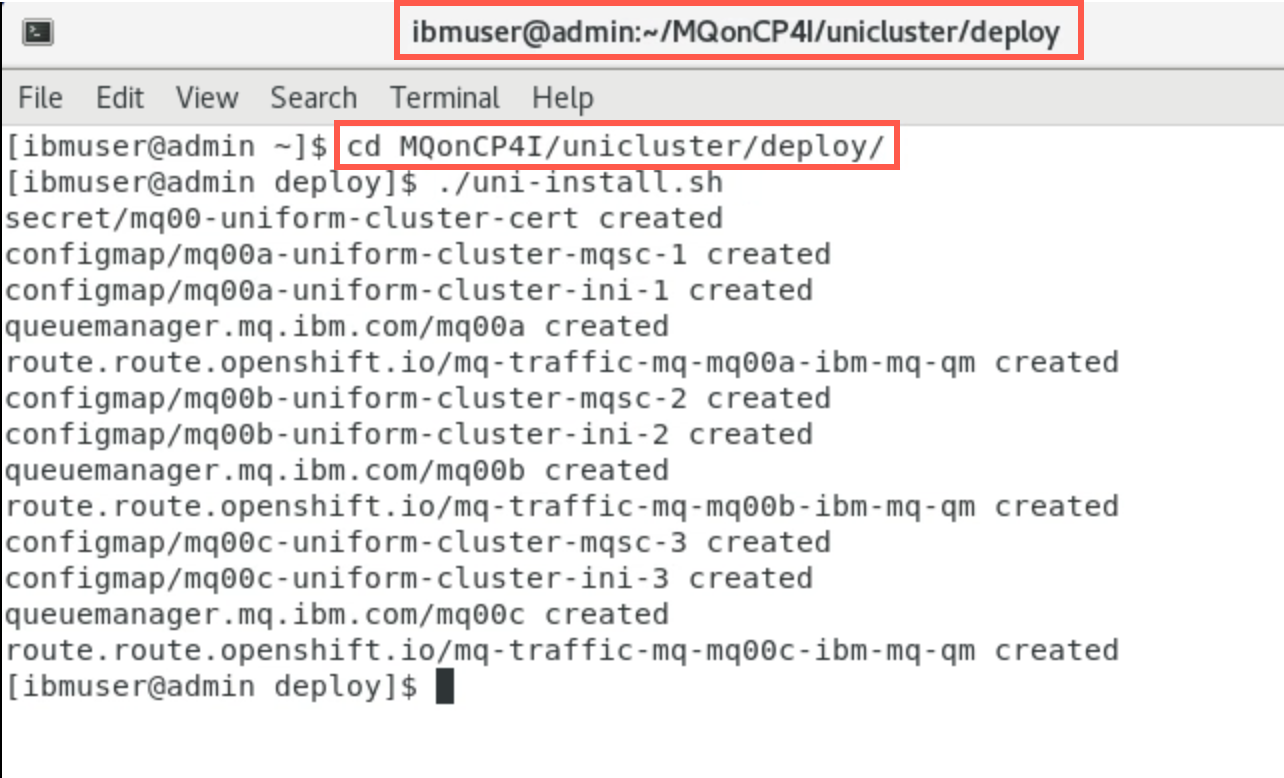 ibmuser@admin:~/MQonCP4I/unicluster/deploy
File Edit View Search Terminal Help
[ibmuser@admin ~]$ cd MQonCP4I/unicluster/deploy/
[ibmuser@admin deploy]$ ./uni-install.sh
secret/mq00-uniform-cluster-cert created
configmap/mq00a-uniform-cluster-mqsc-1 created
configmap/mq00a-uniform-cluster-ini-1 created
queuemanager.mq.ibm.com/mq00a created
route.route.openshift.io/mq-traffic-mq-mq00a-ibm-mq-qm created
configmap/mq00b-uniform-cluster-mqsc-2 created
configmap/mq00b-uniform-cluster-ini-2 created
queuemanager.mq.ibm.com/mq00b created
route.route.openshift.io/mq-traffic-mq-mq00b-ibm-mq-qm created
configmap/mq00c-uniform-cluster-mqsc-3 created
configmap/mq00c-uniform-cluster-ini-3 created
queuemanager.mq.ibm.com/mq00c created
route.route.openshift.io/mq-traffic-mq-mq00c-ibm-mq-qm created
[ibmuser@admin deploy]$